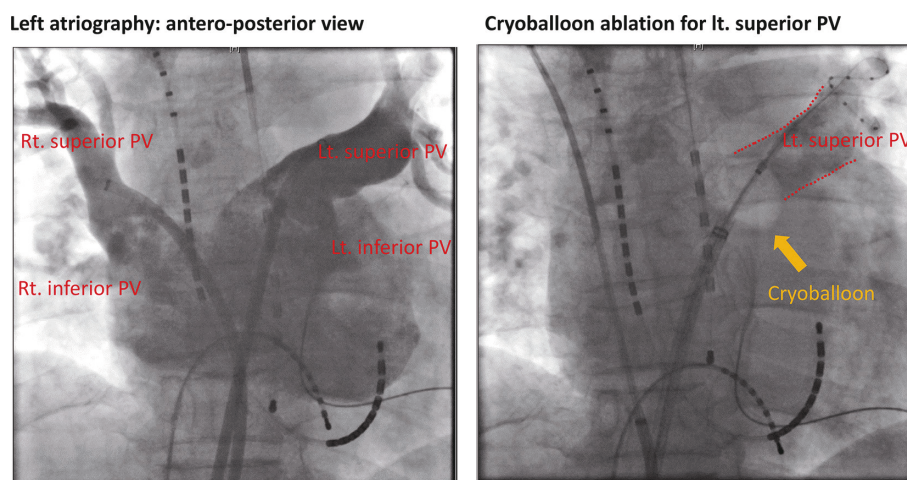 Left atriography: antero-posterior view
Cryoballoon ablation for lt. superior PV
Rt. superior PV
Lt. superior PV
Lt. inferior PV
Rt. inferior PV
Lt. superior PV
Cryoballoon